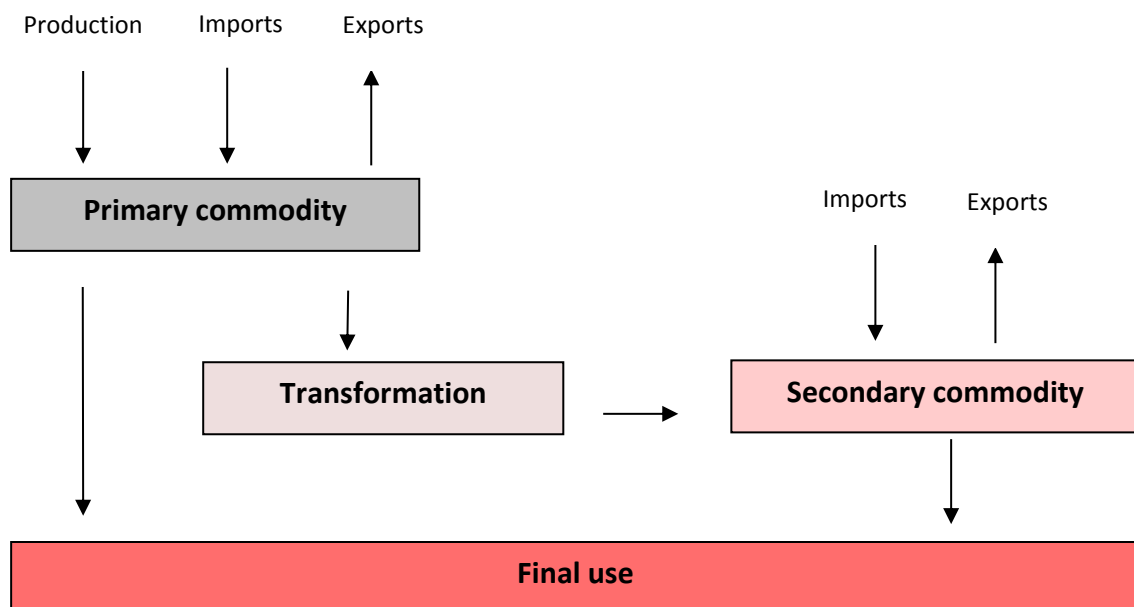 Production Imports Exports
Primary commodity
Imports Exports
Transformation
Secondary commodity
Final use